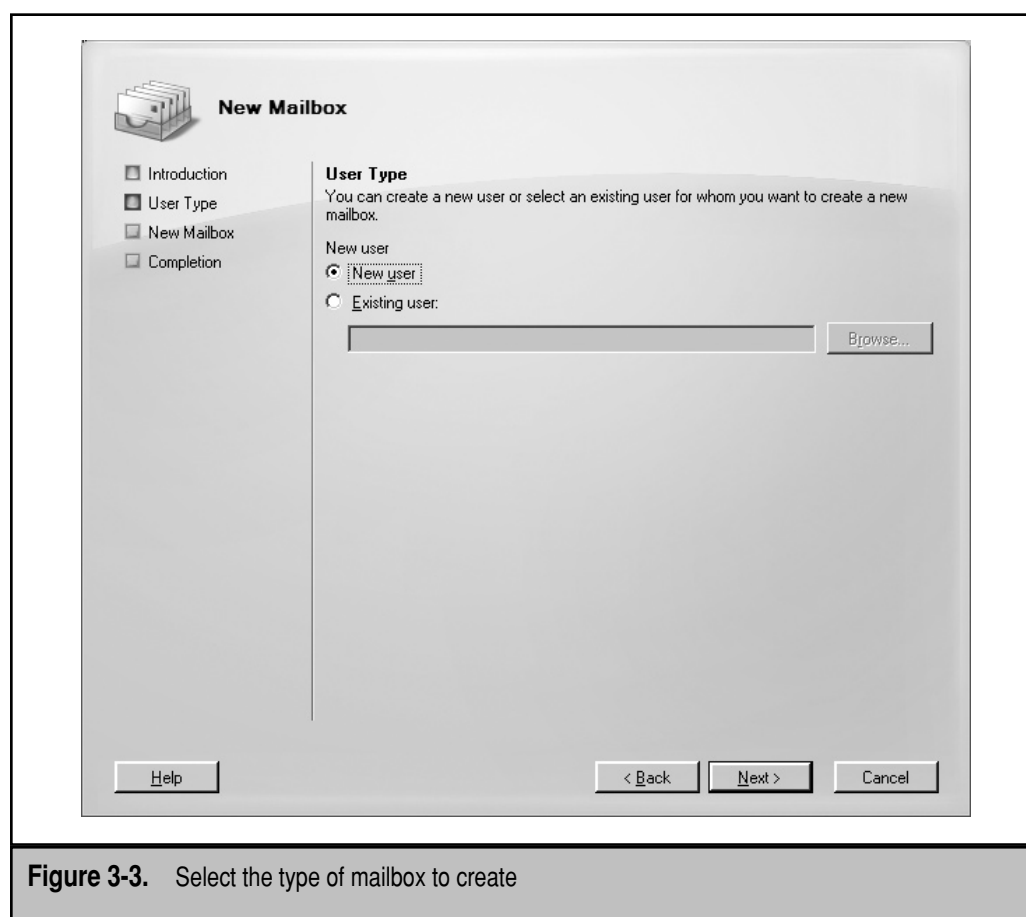 New Mailbox
Introduction
User Type
New Mailbox
Completion
User Type
You can create a new user or select an existing user for whom you want to create a new
mailbox.
New user
New user
Existing user:
Browse...
Help
< Back
Next >
Cancel
Figure 3-3. Select the type of mailbox to create